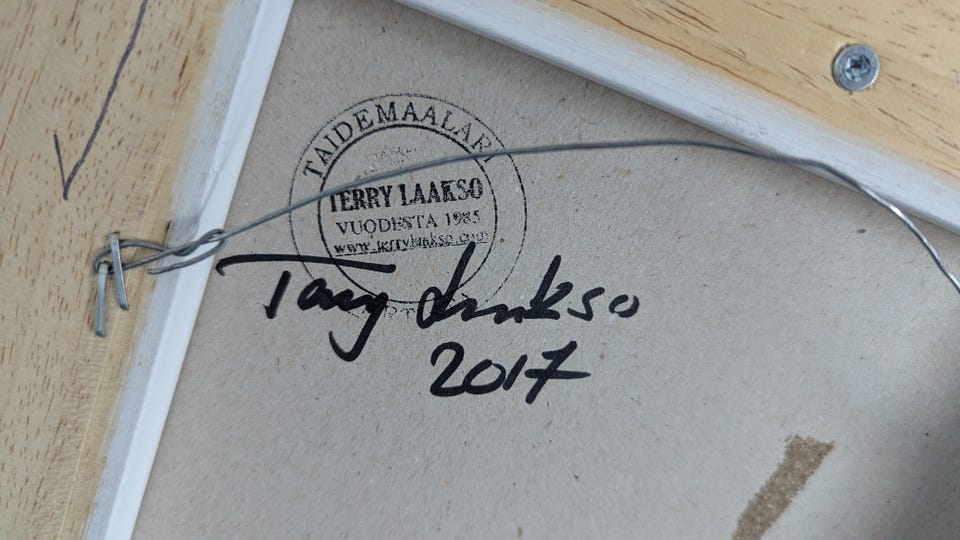 TAIDEMAALARI
TERRY LAAKSO
VUODESTA 1985
www.terrylaakso.com
Terry Laakso
2017